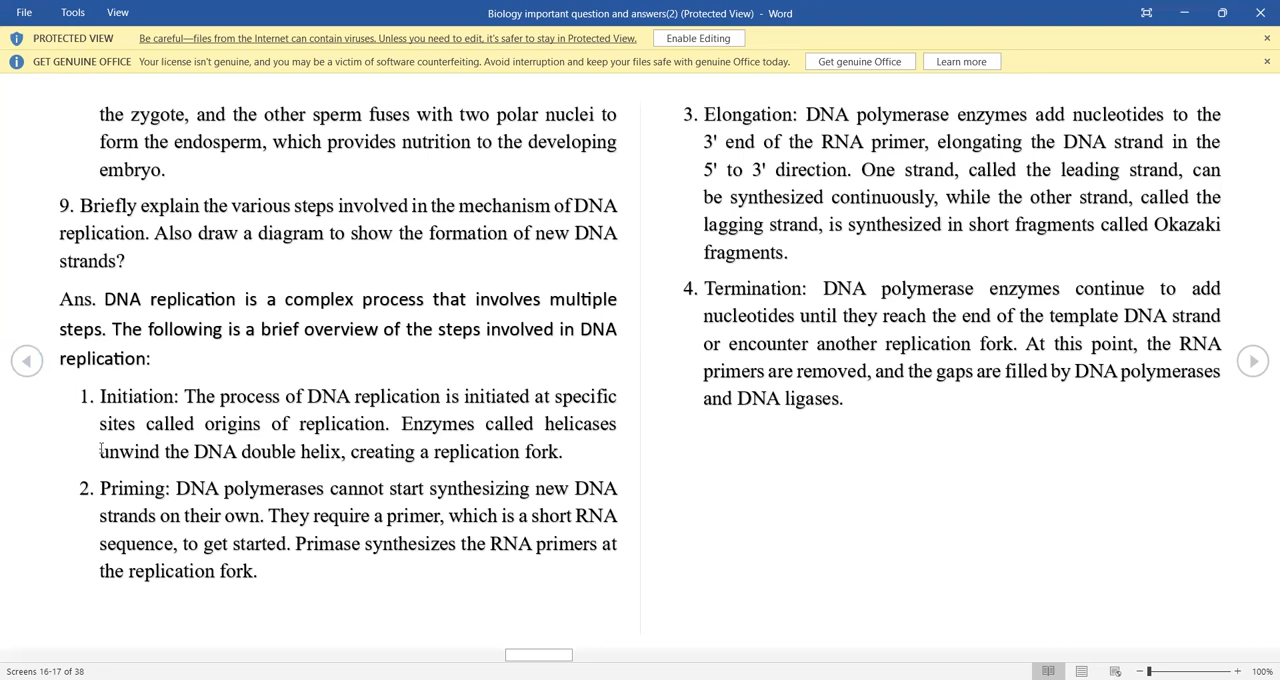 File Tools View Biology important question and answers(2) (Protected View) - Word
PROTECTED VIEW Be careful—files from the Internet can contain viruses. Unless you need to edit, it's safer to stay in Protected View. Enable Editing
GET GENUINE OFFICE Your license isn't genuine, and you may be a victim of software counterfeiting. Avoid interruption and keep your files safe with genuine Office today. Get genuine Office Learn more
the zygote, and the other sperm fuses with two polar nuclei to
form the endosperm, which provides nutrition to the developing
embryo.
9. Briefly explain the various steps involved in the mechanism of DNA
replication. Also draw a diagram to show the formation of new DNA
strands?
Ans. DNA replication is a complex process that involves multiple
steps. The following is a brief overview of the steps involved in DNA
replication:
1. Initiation: The process of DNA replication is initiated at specific
sites called origins of replication. Enzymes called helicases
unwind the DNA double helix, creating a replication fork.
2. Priming: DNA polymerases cannot start synthesizing new DNA
strands on their own. They require a primer, which is a short RNA
sequence, to get started. Primase synthesizes the RNA primers at
the replication fork.
3. Elongation: DNA polymerase enzymes add nucleotides to the
3' end of the RNA primer, elongating the DNA strand in the
5' to 3' direction. One strand, called the leading strand, can
be synthesized continuously, while the other strand, called the
lagging strand, is synthesized in short fragments called Okazaki
fragments.
4. Termination: DNA polymerase enzymes continue to add
nucleotides until they reach the end of the template DNA strand
or encounter another replication fork. At this point, the RNA
primers are removed, and the gaps are filled by DNA polymerases
and DNA ligases.
Screens 16-17 of 38 100%